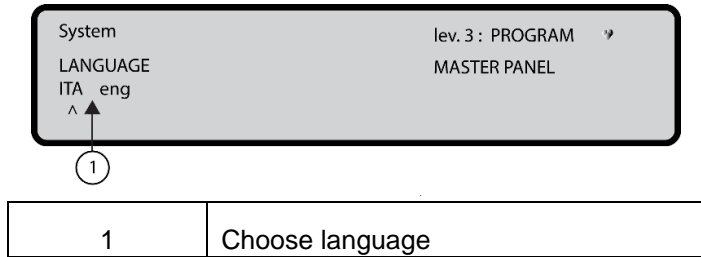 System lev. 3 : PROGRAM
LANGUAGE MASTER PANEL
ITA eng
^
1
1 Choose language